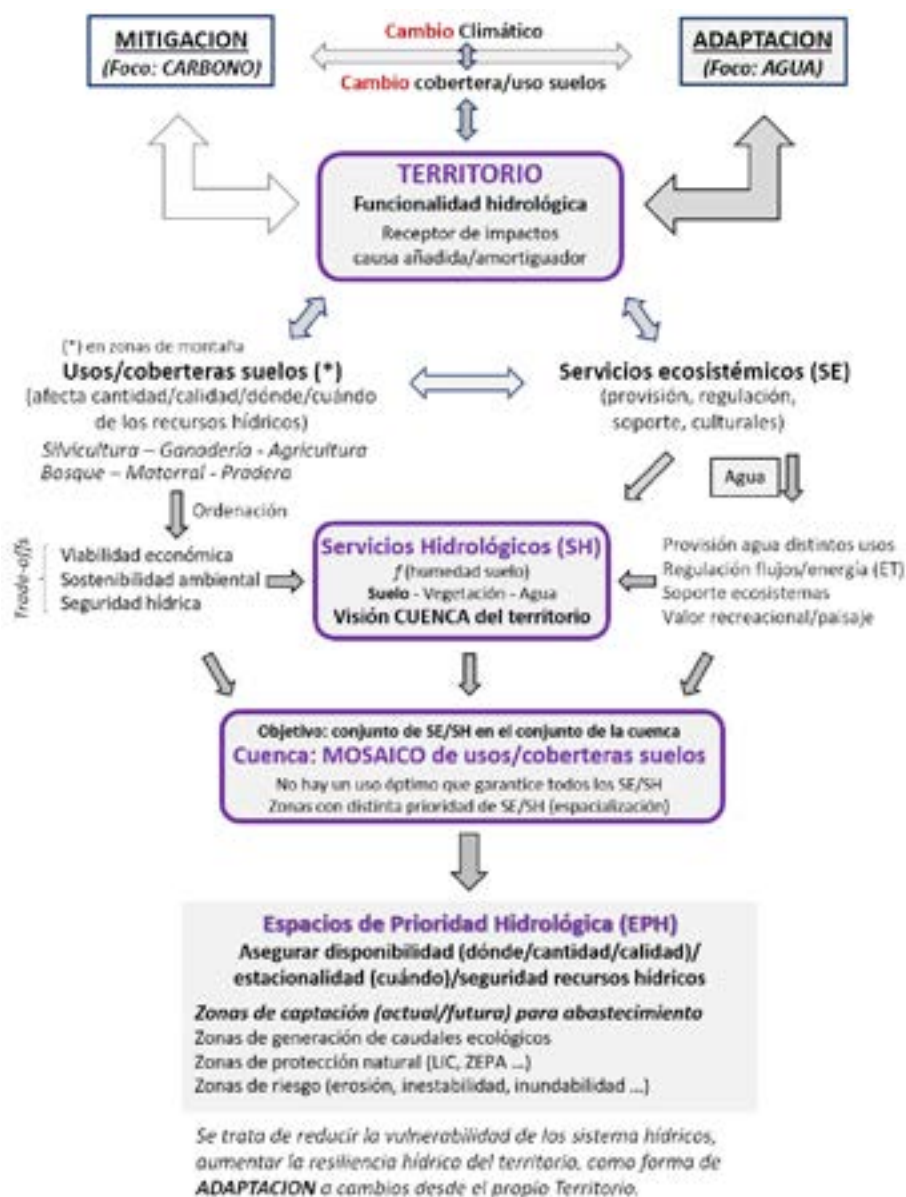 MITIGACION
(Foco: CARBONO)
Cambio Climático
Cambio cobertera/uso suelos
ADAPTACION
(Foco: AGUA)
TERRITORIO
Funcionalidad hidrológica
Receptor de impactos
causa añadida/amortiguador
(*) en zonas de montaña
Usos/coberteras suelos (*)
(afecta cantidad/calidad/dónde/cuándo
de los recursos hídricos)
Silvicultura – Ganadería - Agricultura
Bosque – Matorral - Pradera
Servicios ecosistémicos (SE)
(provisión, regulación,
soporte, culturales)
Agua
Ordenación
Trade-offs
Viabilidad económica
Sostenibilidad ambiental
Seguridad hídrica
Servicios Hidrológicos (SH)
f (humedad suelo)
Suelo - Vegetación - Agua
Visión CUENCA del territorio
Provisión agua distintos usos
Regulación flujos/energía (ET)
Soporte ecosistemas
Valor recreacional/paisaje
Objetivo: conjunto de SE/SH en el conjunto de la cuenca
Cuenca: MOSAICO de usos/coberteras suelos
No hay un uso óptimo que garantice todos los SE/SH
Zonas con distinta prioridad de SE/SH (espacialización)
Espacios de Prioridad Hidrológica (EPH)
Asegurar disponibilidad (dónde/cantidad/calidad)/
estacionalidad (cuándo)/seguridad recursos hídricos
Zonas de captación (actual/futura) para abastecimiento
Zonas de generación de caudales ecológicos
Zonas de protección natural (LIC, ZEPA ...)
Zonas de riesgo (erosión, inestabilidad, inundabilidad ...)
Se trata de reducir la vulnerabilidad de los sistema hídricos,
aumentar la resiliencia hídrica del territorio, como forma de
ADAPTACION a cambios desde el propio Territorio.